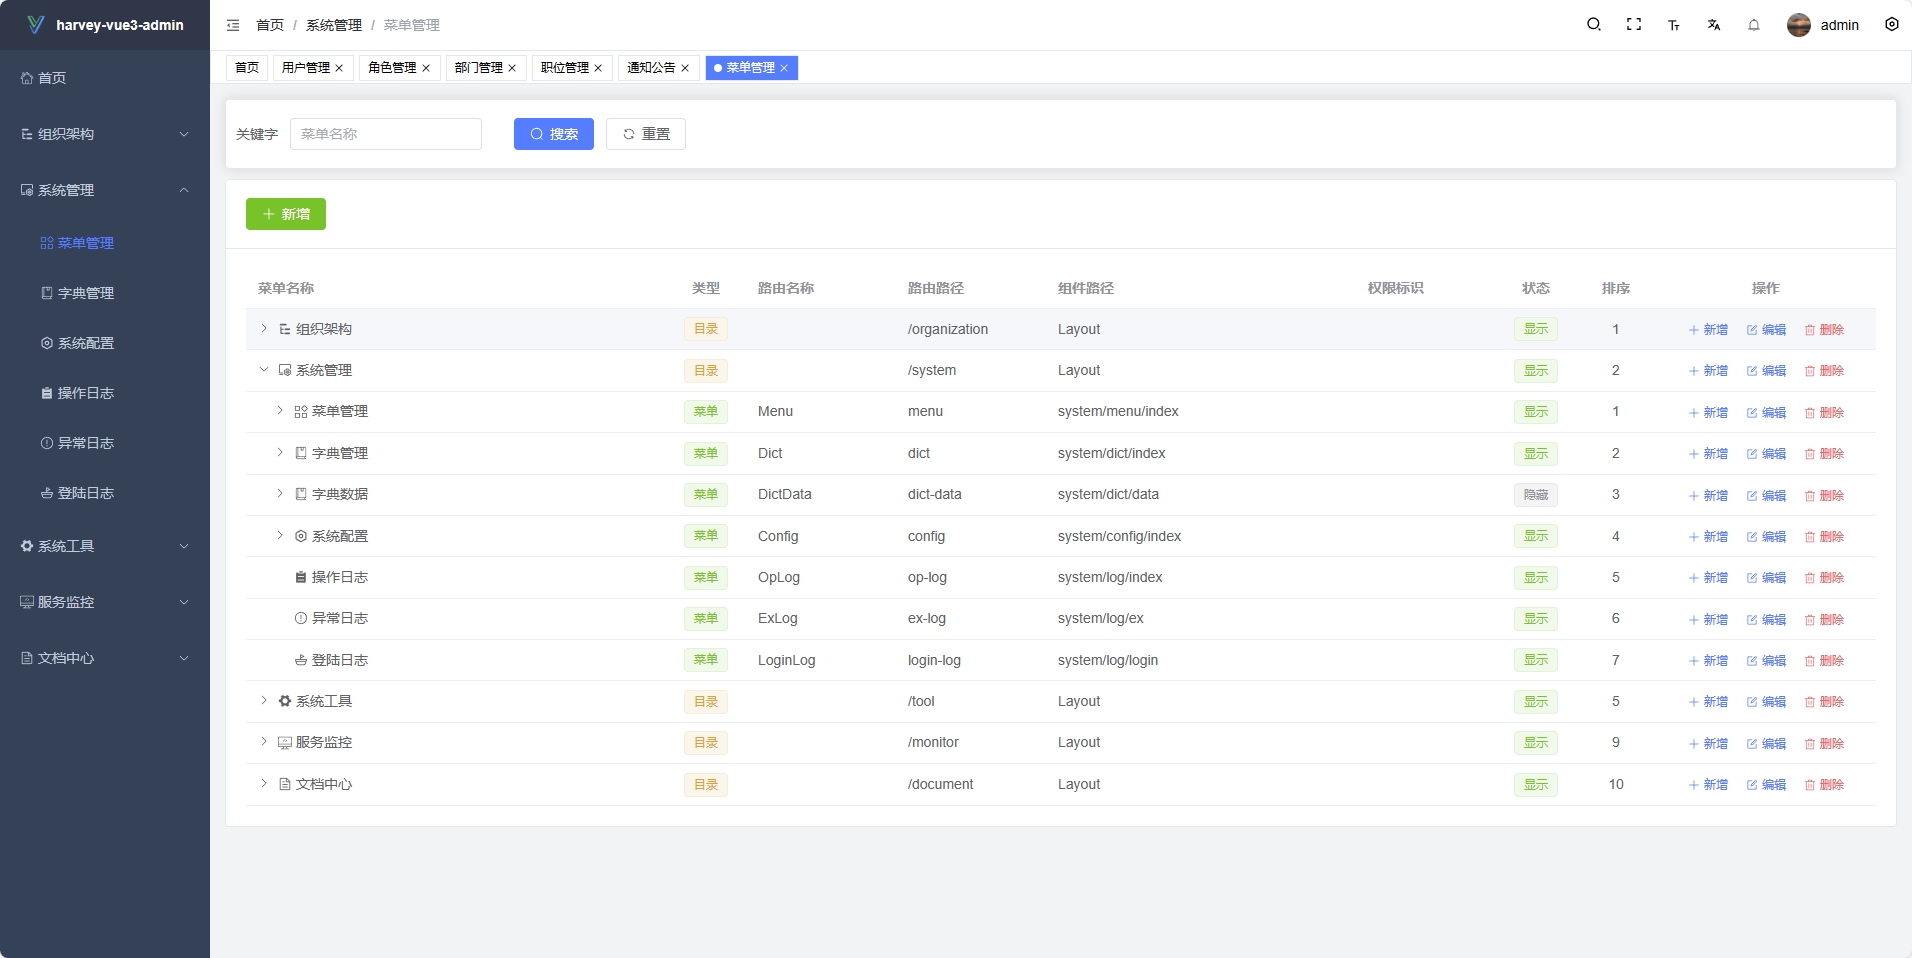 harvey-vue3-admin
首页 / 系统管理 / 菜单管理
admin
首页
用户管理
角色管理
部门管理
职位管理
通知公告
菜单管理
首页
组织架构
系统管理
菜单管理
字典管理
系统配置
操作日志
异常日志
登陆日志
系统工具
服务监控
文档中心
关键字 菜单名称 搜索 重置
新增
菜单名称 类型 路由名称 路由路径 组件路径 权限标识 状态 排序 操作
组织架构 目录 /organization Layout 显示 1 新增 编辑 删除
系统管理 目录 /system Layout 显示 2 新增 编辑 删除
菜单管理 菜单 Menu menu system/menu/index 显示 1 新增 编辑 删除
字典管理 菜单 Dict dict system/dict/index 显示 2 新增 编辑 删除
字典数据 菜单 DictData dict-data system/dict/data 隐藏 3 新增 编辑 删除
系统配置 菜单 Config config system/config/index 显示 4 新增 编辑 删除
操作日志 菜单 OpLog op-log system/log/index 显示 5 新增 编辑 删除
异常日志 菜单 ExLog ex-log system/log/ex 显示 6 新增 编辑 删除
登陆日志 菜单 LoginLog login-log system/log/login 显示 7 新增 编辑 删除
系统工具 目录 /tool Layout 显示 5 新增 编辑 删除
服务监控 目录 /monitor Layout 显示 9 新增 编辑 删除
文档中心 目录 /document Layout 显示 10 新增 编辑 删除